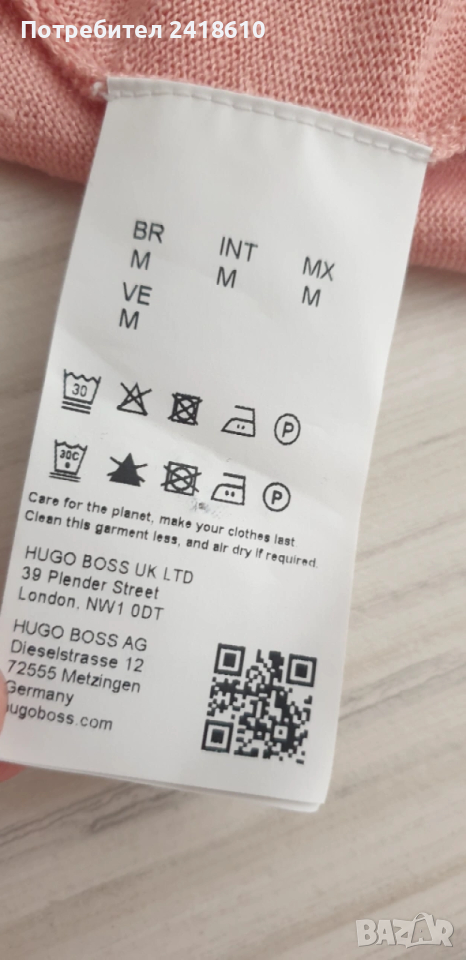 Потребител 2418610
BR
M
INT
M
MX
M
VE
M
30
P
30C
P
Care for the planet, make your clothes last
Clean this garment less, and air dry if required.
HUGO BOSS UK LTD
39 Plender Street
London, NW1 0DT
HUGO BOSS AG
Dieselstrasse 12
72555 Metzingen
Germany
hugoboss.com
BAZAR